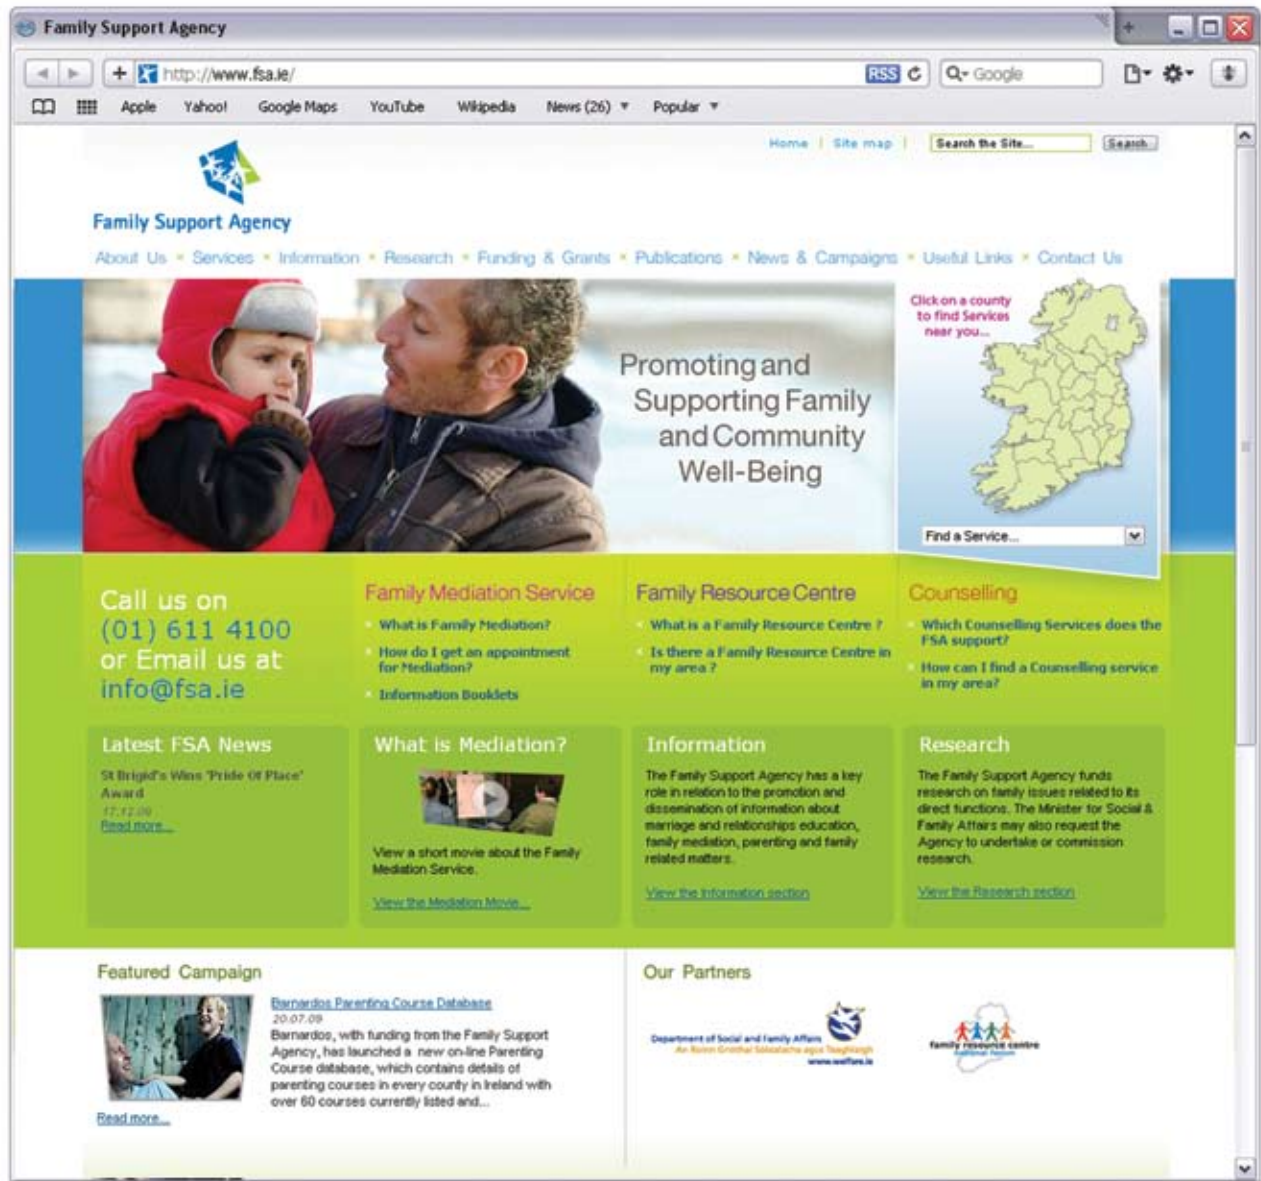 Family Support Agency
http://www.fsa.ie/
RSS
Google
Apple Yahoo! Google Maps YouTube Wikipedia News (26) Popular
Home | Site map |
Search the Site...
Search
Family Support Agency
About Us Services Information Research Funding & Grants Publications News & Campaigns Useful Links Contact Us
Promoting and
Supporting Family
and Community
Well-Being
Click on a county
to find Services
near you...
Find a Service...
Call us on
(01) 611 4100
or Email us at
info@fsa.ie
Family Mediation Service
What is Family Mediation?
How do I get an appointment
for Mediation?
Information Booklets
Family Resource Centre
What is a Family Resource Centre ?
Is there a Family Resource Centre in
my area ?
Counselling
Which Counselling Services does the
FSA support?
How can I find a Counselling service
in my area?
Latest FSA News
St Brigid's Wins 'Pride Of Place'
Award
17.12.09
Read more...
What is Mediation?
View a short movie about the Family
Mediation Service.
View the Mediation Movie...
Information
The Family Support Agency has a key
role in relation to the promotion and
dissemination of information about
marriage and relationships education,
family mediation, parenting and family
related matters.
View the Information section
Research
The Family Support Agency funds
research on family issues related to its
direct functions. The Minister for Social &
Family Affairs may also request the
Agency to undertake or commission
research.
View the Research section
Featured Campaign
Barnardos Parenting Course Database
20.07.09
Barnardos, with funding from the Family Support
Agency, has launched a new on-line Parenting
Course database, which contains details of
parenting courses in every county in Ireland with
over 60 courses currently listed and...
Read more...
Our Partners
Department of Social and Family Affairs
An Roinn Gnóthaí Sóisialacha agus Teaghlaigh
www.welfare.ie
family resource centre
national forum